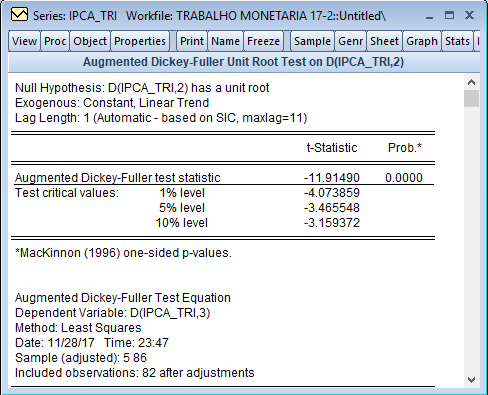 Series: IPCA_TRI   Workfile: TRABALHO MONETARIA 17-2::Untitled\
View Proc Object Properties Print Name Freeze Sample Genr Sheet Graph Stats
Augmented Dickey-Fuller Unit Root Test on D(IPCA_TRI,2)
Null Hypothesis: D(IPCA_TRI,2) has a unit root
Exogenous: Constant, Linear Trend
Lag Length: 1 (Automatic - based on SIC, maxlag=11)
t-Statistic Prob.*
Augmented Dickey-Fuller test statistic -11.91490 0.0000
Test critical values: 1% level -4.073859
5% level -3.465548
10% level -3.159372
*MacKinnon (1996) one-sided p-values.
Augmented Dickey-Fuller Test Equation
Dependent Variable: D(IPCA_TRI,3)
Method: Least Squares
Date: 11/28/17   Time: 23:47
Sample (adjusted): 5 86
Included observations: 82 after adjustments